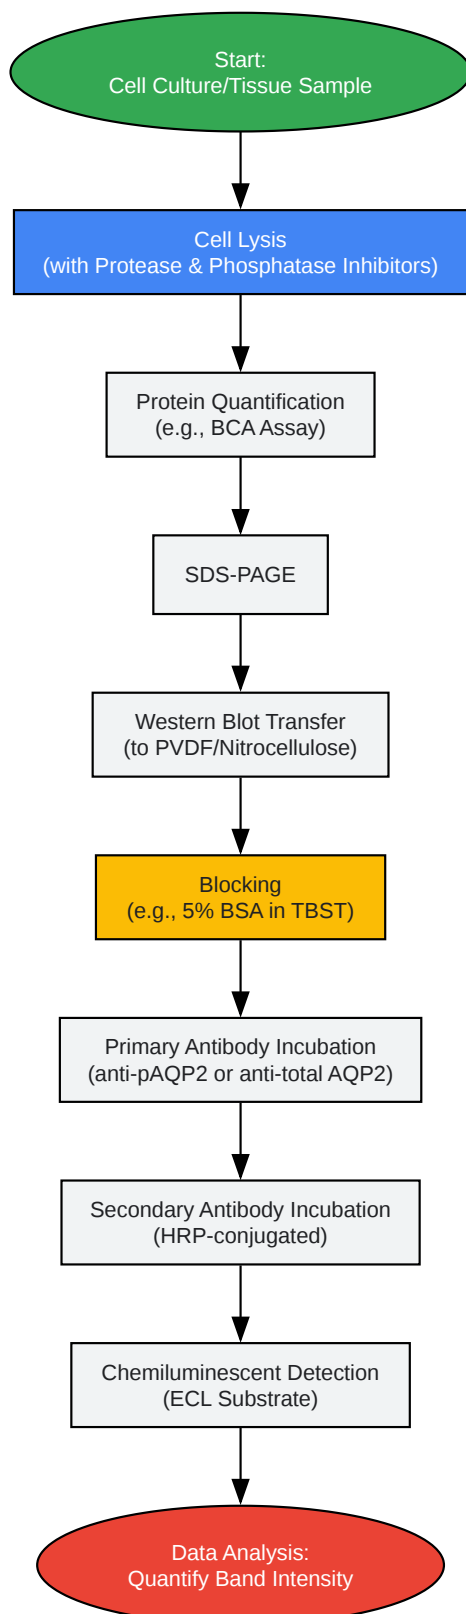 Start:
Cell Culture/Tissue Sample
Cell Lysis
(with Protease & Phosphatase Inhibitors)
Protein Quantification
(e.g., BCA Assay)
SDS-PAGE
Western Blot Transfer
(to PVDF/Nitrocellulose)
Blocking
(e.g., 5% BSA in TBST)
Primary Antibody Incubation
(anti-pAQP2 or anti-total AQP2)
Secondary Antibody Incubation
(HRP-conjugated)
Chemiluminescent Detection
(ECL Substrate)
Data Analysis:
Quantify Band Intensity